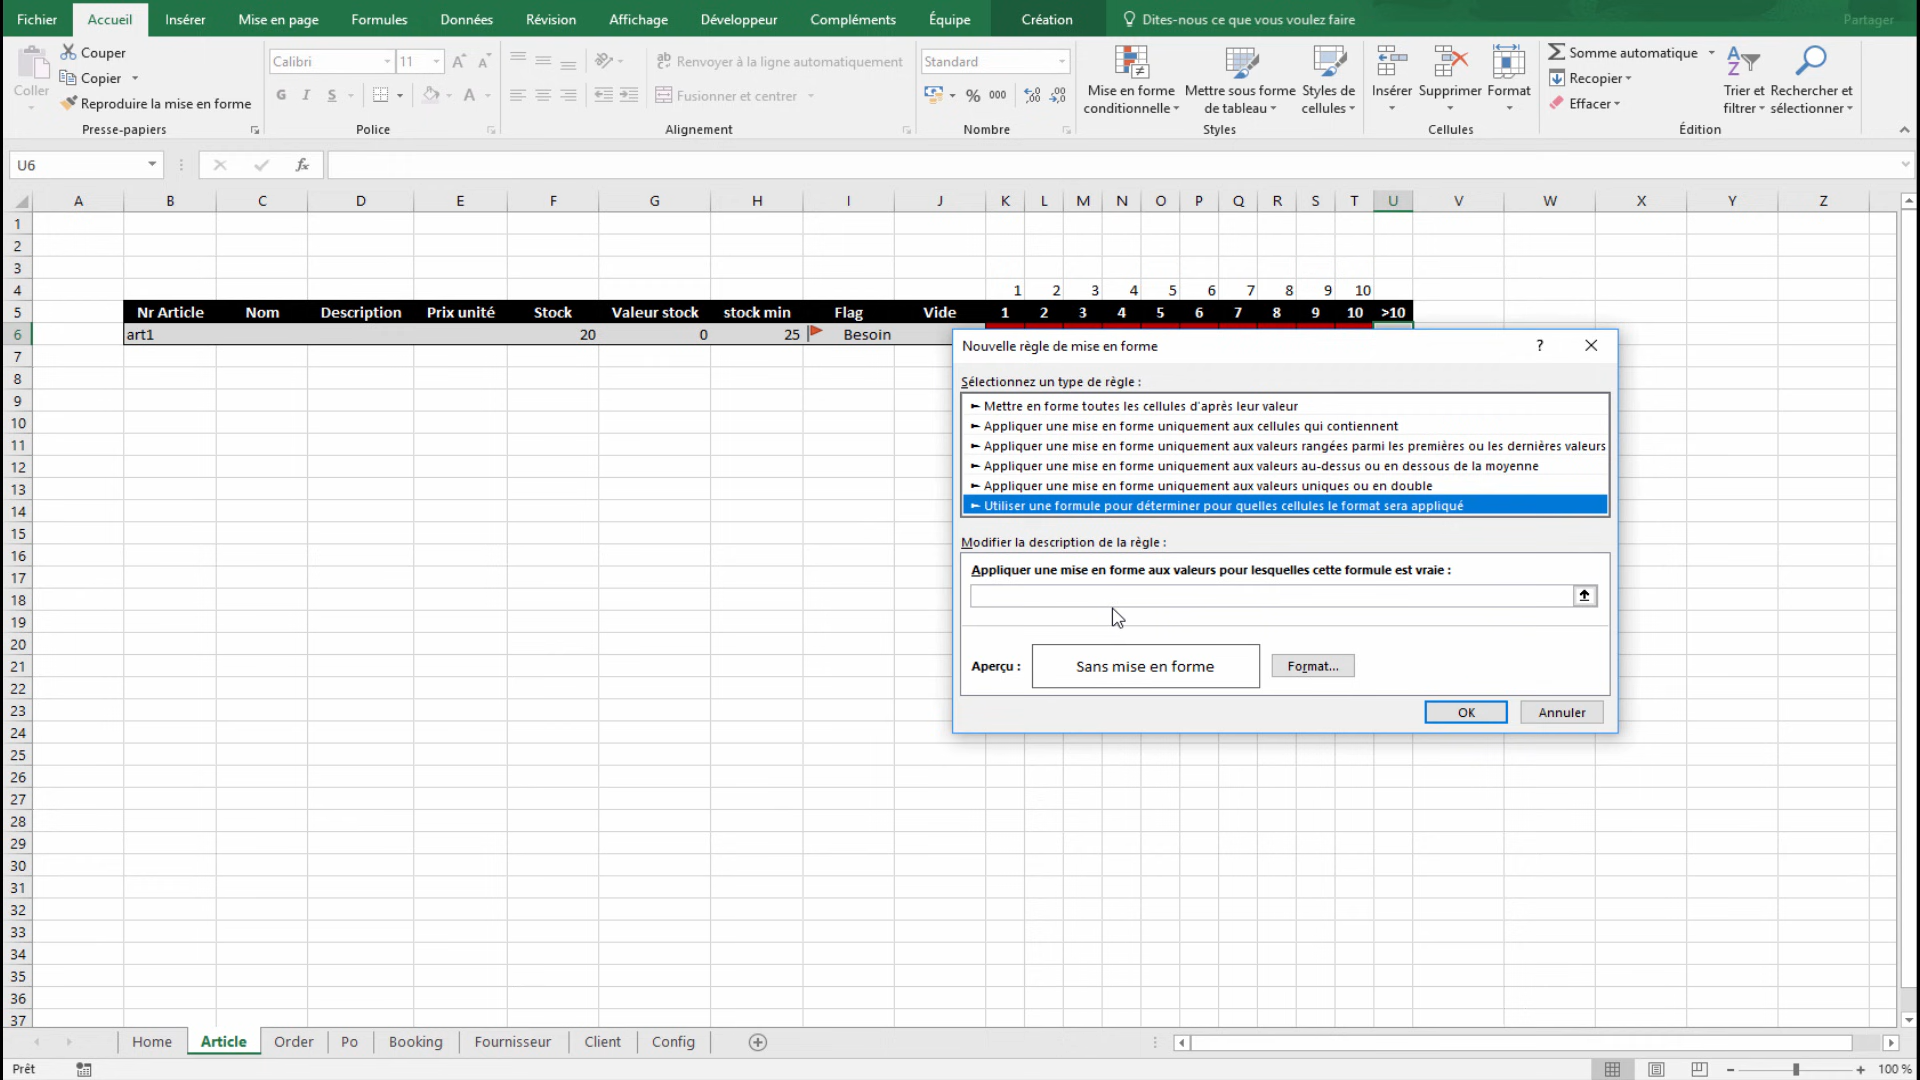 Fichier Accueil Insérer Mise en page Formules Données Révision Affichage Développeur Compléments Équipe Création Dites-nous ce que vous voulez faire Partager
Coller
Couper
Copier
Reproduire la mise en forme
Presse-papiers
Calibri 11
G I S
Police
Renvoyer à la ligne automatiquement
Fusionner et centrer
Alignement
Standard
% 000
Nombre
Mise en forme conditionnelle
Mettre sous forme de tableau
Styles de cellules
Styles
Insérer Supprimer Format
Cellules
Somme automatique
Recopier
Effacer
Trier et filtrer
Rechercher et sélectionner
Édition
U6
fx
A B C D E F G H I J K L M N O P Q R S T U V W X Y Z
1
2
3
4 1 2 3 4 5 6 7 8 9 10
5 Nr Article Nom Description Prix unité Stock Valeur stock stock min Flag Vide 1 2 3 4 5 6 7 8 9 10 >10
6 art1 20 0 25 Besoin
7
8
9
10
11
12
13
14
15
16
17
18
19
20
21
22
23
24
25
26
27
28
29
30
31
32
33
34
35
36
37
Nouvelle règle de mise en forme ?
Sélectionnez un type de règle :
► Mettre en forme toutes les cellules d'après leur valeur
► Appliquer une mise en forme uniquement aux cellules qui contiennent
► Appliquer une mise en forme uniquement aux valeurs rangées parmi les premières ou les dernières valeurs
► Appliquer une mise en forme uniquement aux valeurs au-dessus ou en dessous de la moyenne
► Appliquer une mise en forme uniquement aux valeurs uniques ou en double
► Utiliser une formule pour déterminer pour quelles cellules le format sera appliqué
Modifier la description de la règle :
Appliquer une mise en forme aux valeurs pour lesquelles cette formule est vraie :
Aperçu : Sans mise en forme Format...
OK Annuler
Home Article Order Po Booking Fournisseur Client Config
Prêt 100 %